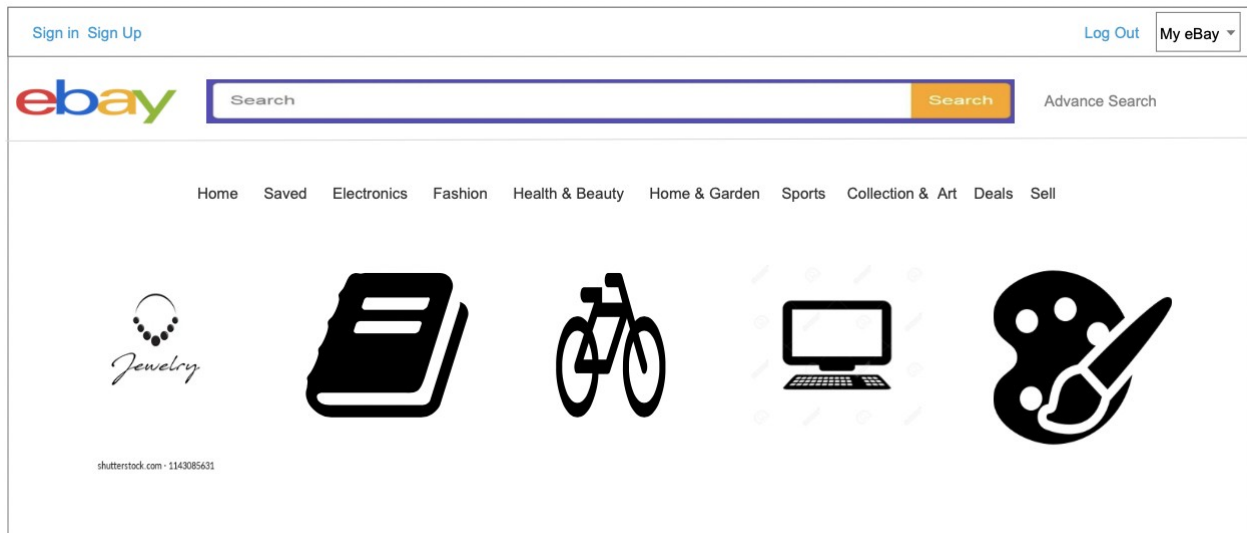 Sign in Sign Up Log Out My eBay
ebay Search Search Advance Search
Home Saved Electronics Fashion Health & Beauty Home & Garden Sports Collection & Art Deals Sell
Jewelry
shutterstock.com · 1143085631